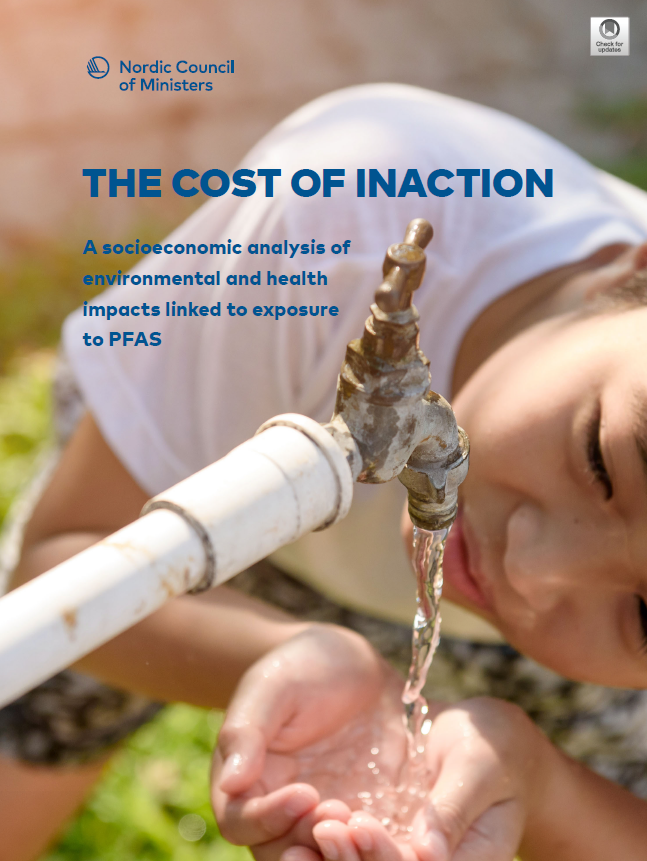 Check for
updates
Nordic Council
of Ministers
THE COST OF INACTION
A socioeconomic analysis of
environmental and health
impacts linked to exposure
to PFAS